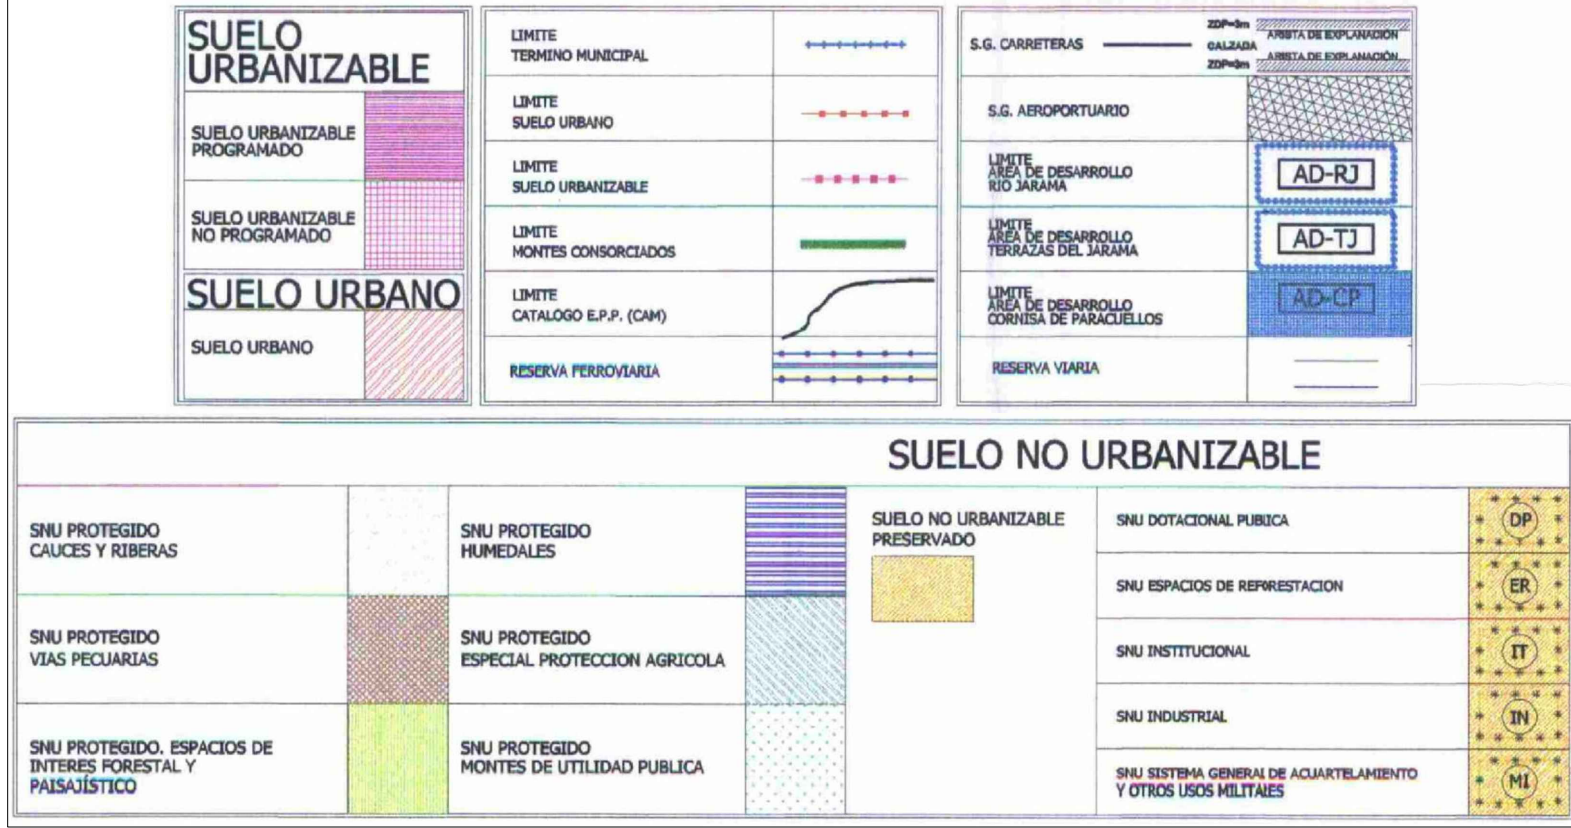 SUELO
URBANIZABLE
SUELO URBANIZABLE
PROGRAMADO
SUELO URBANIZABLE
NO PROGRAMADO
SUELO URBANO
SUELO URBANO
LIMITE
TERMINO MUNICIPAL
LIMITE
SUELO URBANO
LIMITE
SUELO URBANIZABLE
LIMITE
MONTES CONSORCIADOS
LIMITE
CATALOGO E.P.P. (CAM)
RESERVA FERROVIARIA
S.G. CARRETERAS
ZDP=3m
ARISTA DE EXPLANACIÓN
CALZADA
ARISTA DE EXPLANACIÓN
ZDP=3m
S.G. AEROPORTUARIO
LIMITE
AREA DE DESARROLLO
RIO JARAMA
AD-RJ
LIMITE
AREA DE DESARROLLO
TERRAZAS DEL JARAMA
AD-TJ
LIMITE
AREA DE DESARROLLO
CORNISA DE PARACUELLOS
AD-CP
RESERVA VIARIA
SUELO NO URBANIZABLE
SNU PROTEGIDO
CAUCES Y RIBERAS
SNU PROTEGIDO
VIAS PECUARIAS
SNU PROTEGIDO. ESPACIOS DE
INTERES FORESTAL Y
PAISAJÍSTICO
SNU PROTEGIDO
HUMEDALES
SNU PROTEGIDO
ESPECIAL PROTECCION AGRICOLA
SNU PROTEGIDO
MONTES DE UTILIDAD PUBLICA
SUELO NO URBANIZABLE
PRESERVADO
SNU DOTACIONAL PUBLICA
DP
SNU ESPACIOS DE REFORESTACION
ER
SNU INSTITUCIONAL
IT
SNU INDUSTRIAL
IN
SNU SISTEMA GENERAL DE ACUARTELAMIENTO
Y OTROS USOS MILITALES
MI